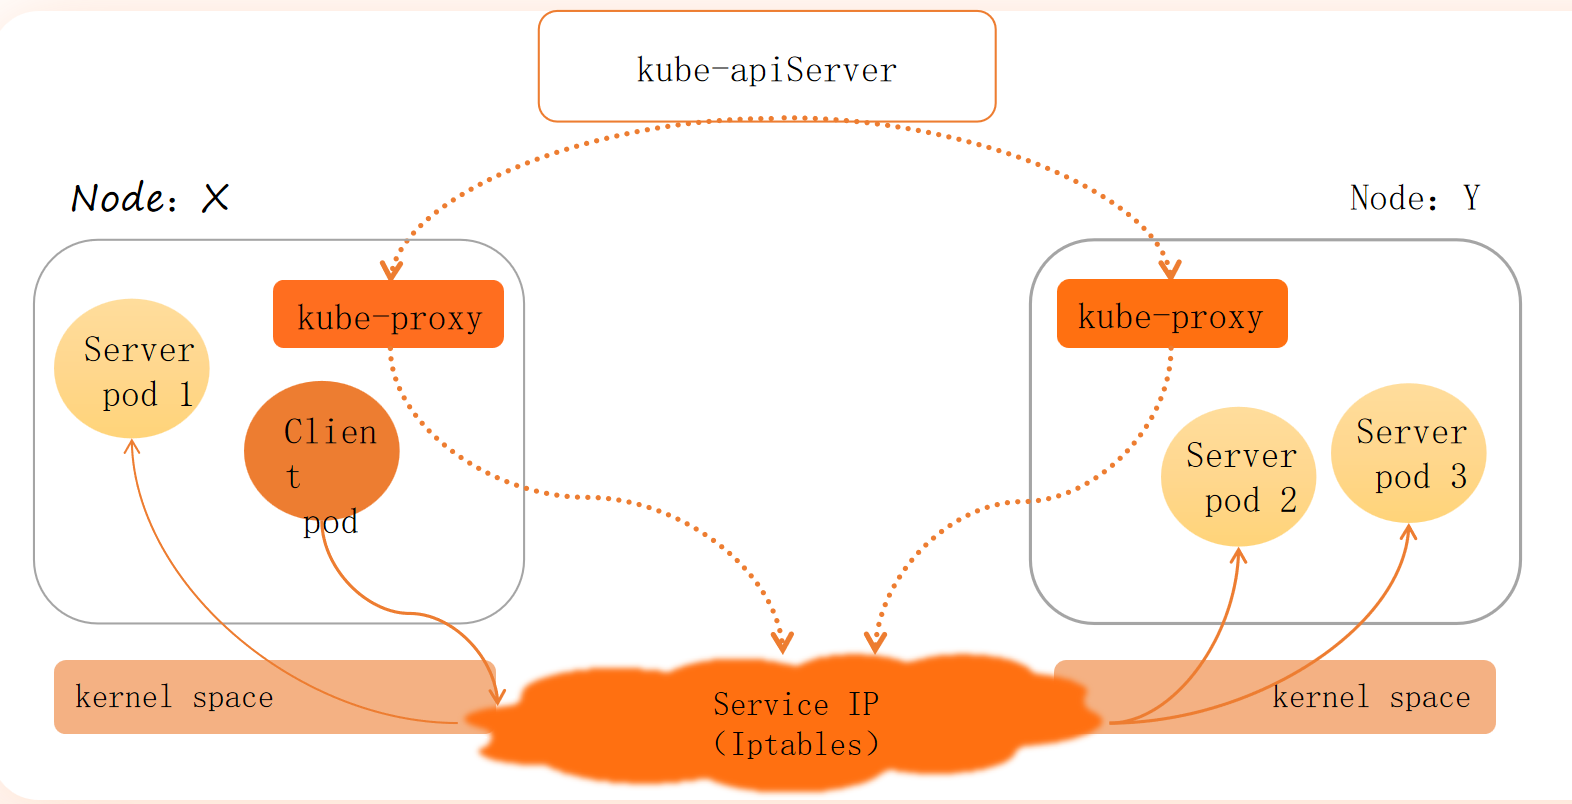 kube-apiServer
Node：X
Node：Y
kube-proxy
kube-proxy
Server
pod 1
Clien
t
pod
Server
pod 2
Server
pod 3
kernel space
Service IP
（Iptables）
kernel space